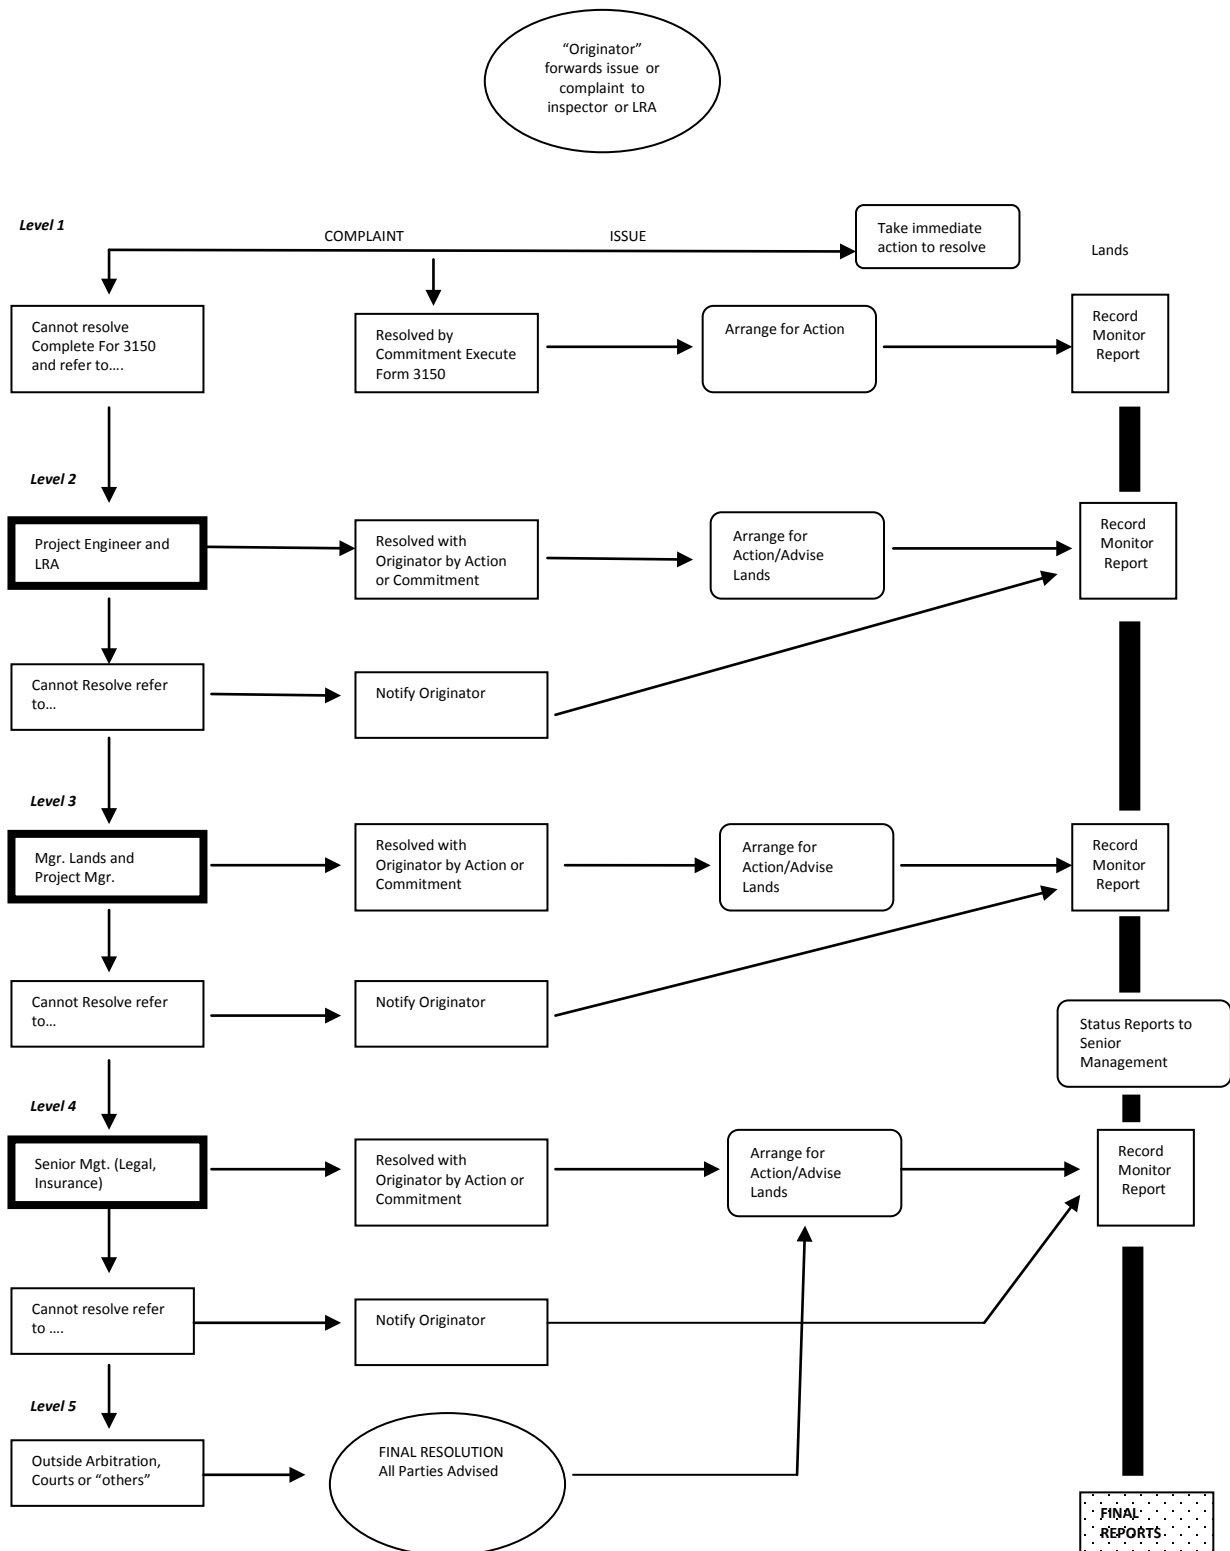 “Originator”
forwards issue or
complaint to
inspector or LRA
Level 1
COMPLAINT
ISSUE
Take immediate
action to resolve
Lands
Cannot resolve
Complete For 3150
and refer to….
Resolved by
Commitment Execute
Form 3150
Arrange for Action
Record
Monitor
Report
Level 2
Project Engineer and
LRA
Resolved with
Originator by Action
or Commitment
Arrange for
Action/Advise
Lands
Record
Monitor
Report
Cannot Resolve refer
to…
Notify Originator
Level 3
Mgr. Lands and
Project Mgr.
Resolved with
Originator by Action or
Commitment
Arrange for
Action/Advise
Lands
Record
Monitor
Report
Cannot Resolve refer
to…
Notify Originator
Status Reports to
Senior
Management
Level 4
Senior Mgt. (Legal,
Insurance)
Resolved with
Originator by Action or
Commitment
Arrange for
Action/Advise
Lands
Record
Monitor
Report
Cannot resolve refer
to ….
Notify Originator
Level 5
Outside Arbitration,
Courts or “others”
FINAL RESOLUTION
All Parties Advised
FINAL
REPORTS